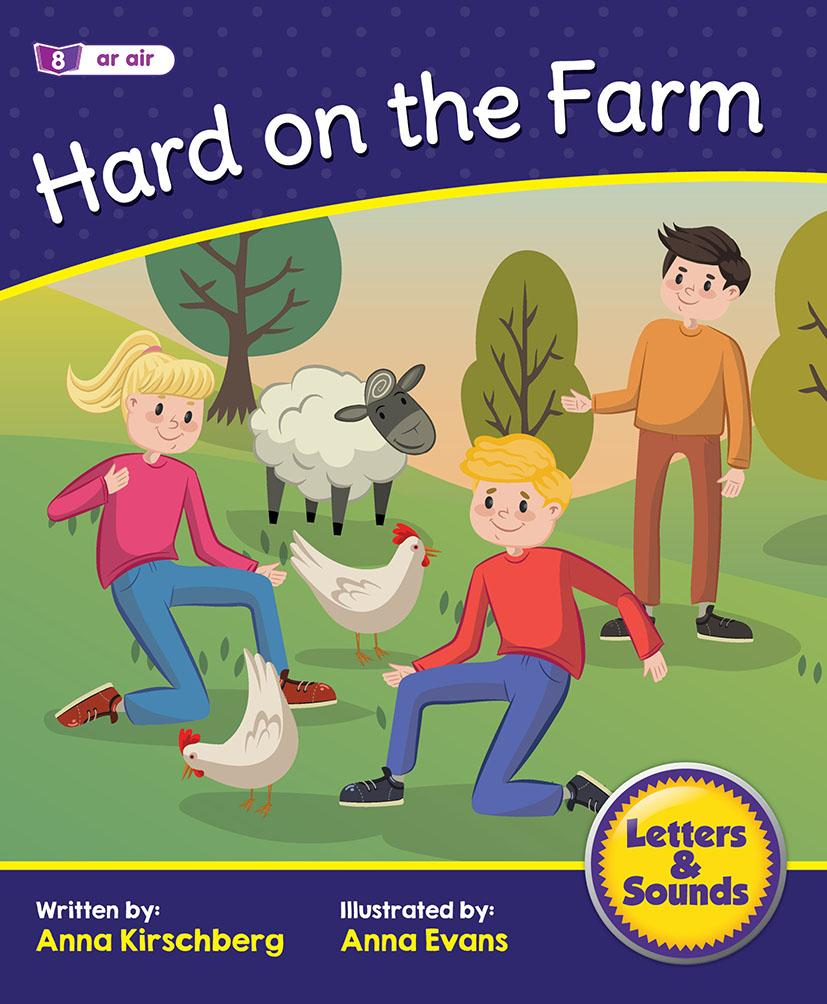 8 ar air
Hard on the Farm
Letters
&
Sounds
Written by:
Anna Kirschberg
Illustrated by:
Anna Evans